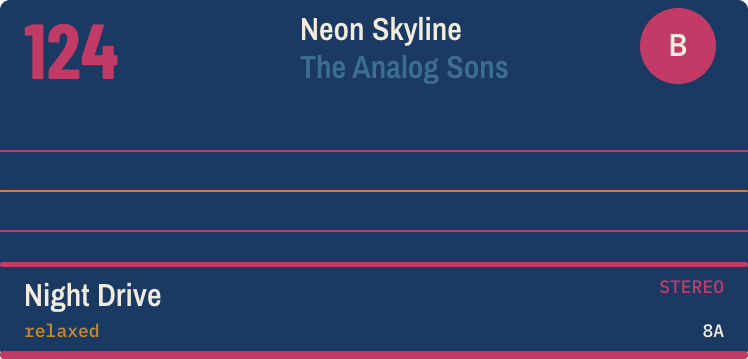 124
Neon Skyline
The Analog Sons
B
Night Drive
STEREO
relaxed
8A